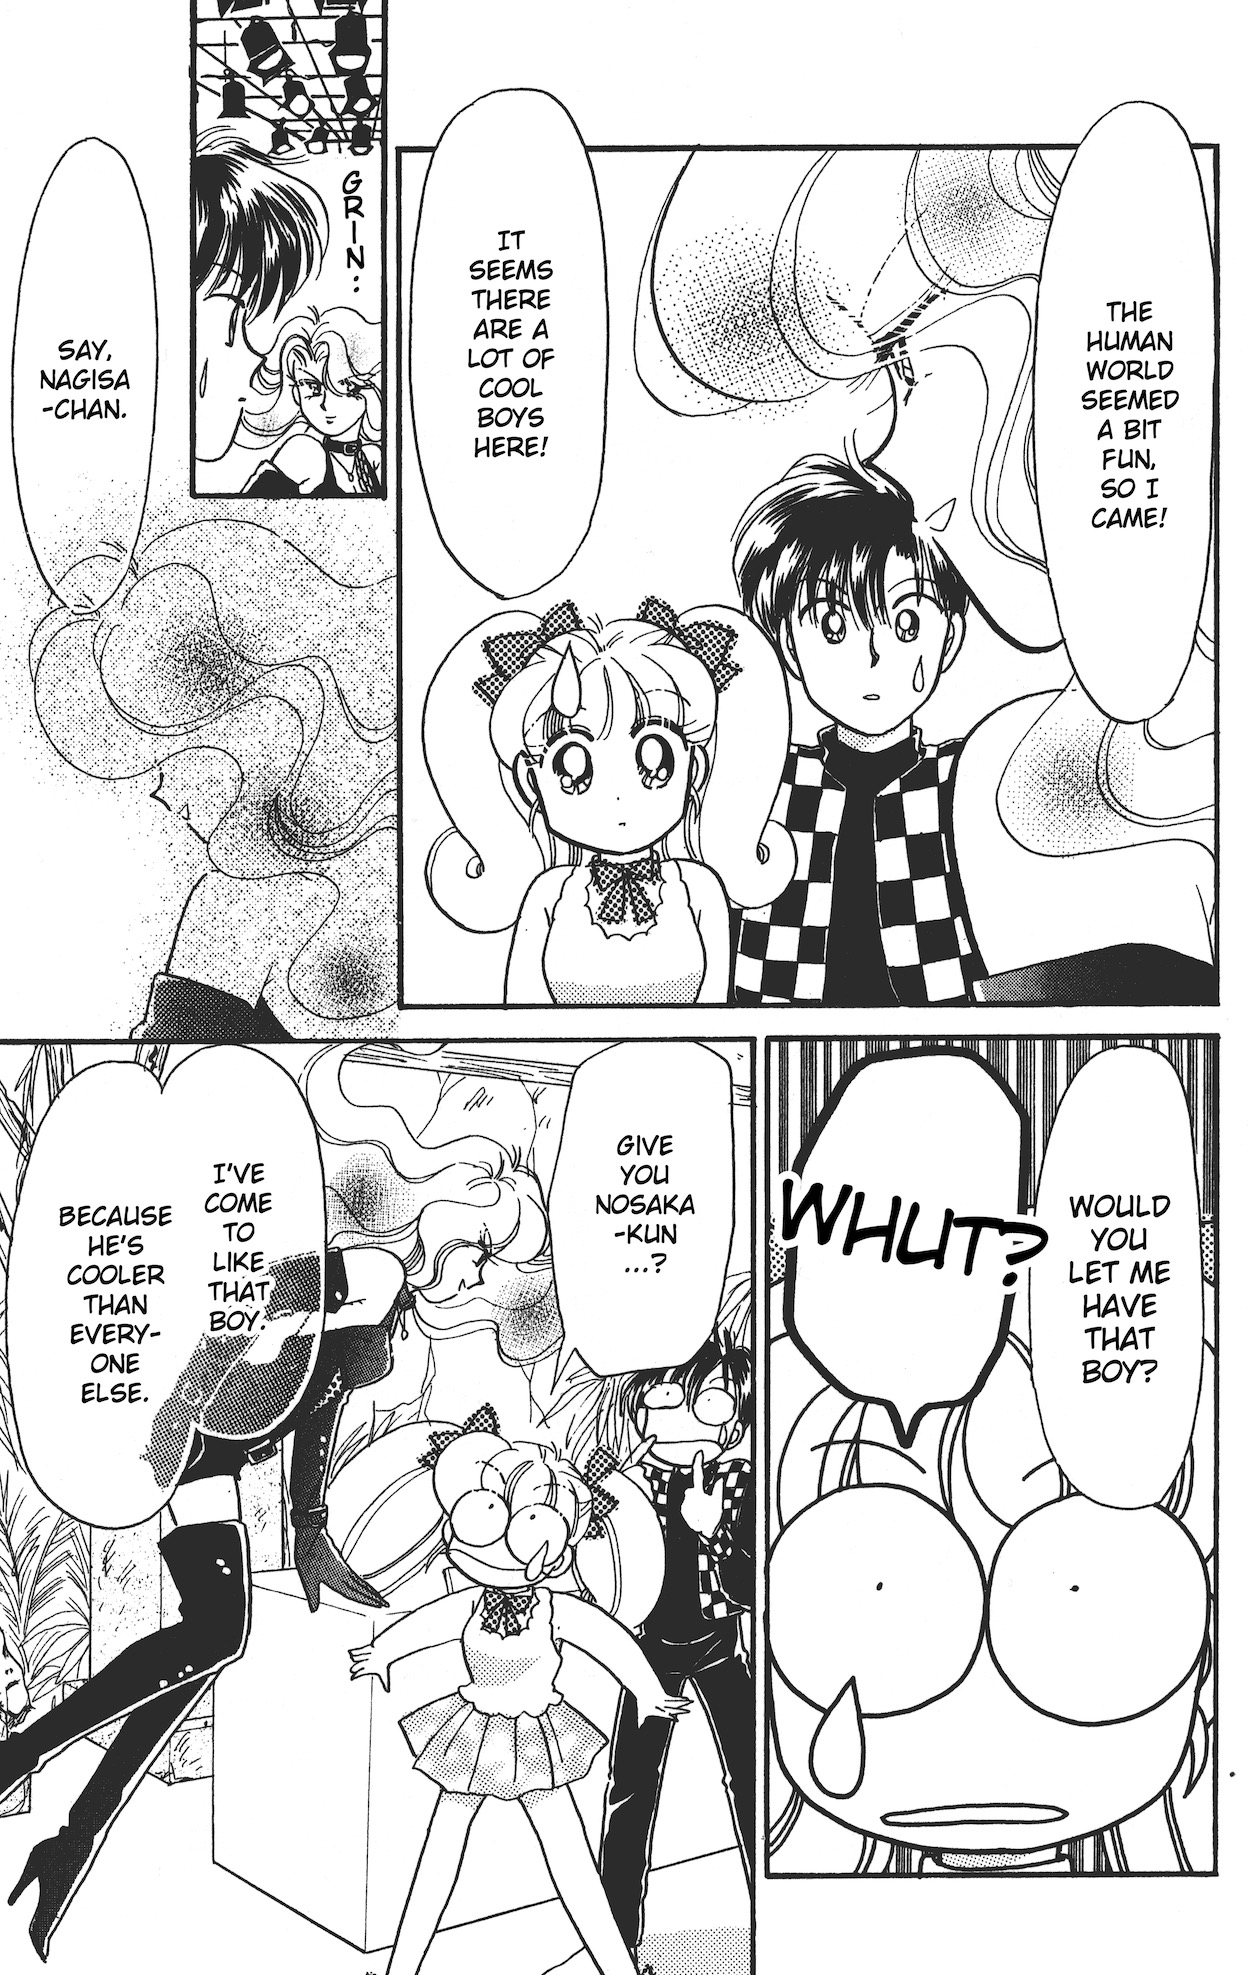 THE
HUMAN
WORLD
SEEMED
A BIT
FUN,
SO I
CAME!
IT
SEEMS
THERE
ARE A
LOT OF
COOL
BOYS
HERE!
GRIN..
SAY,
NAGISA
-CHAN.
WOULD
YOU
LET ME
HAVE
THAT
BOY?
WHUT?
GIVE
YOU
NOSAKA
-KUN
...?
I'VE
COME
TO
LIKE
THAT
BOY.
BECAUSE
HE'S
COOLER
THAN
EVERY-
ONE
ELSE.